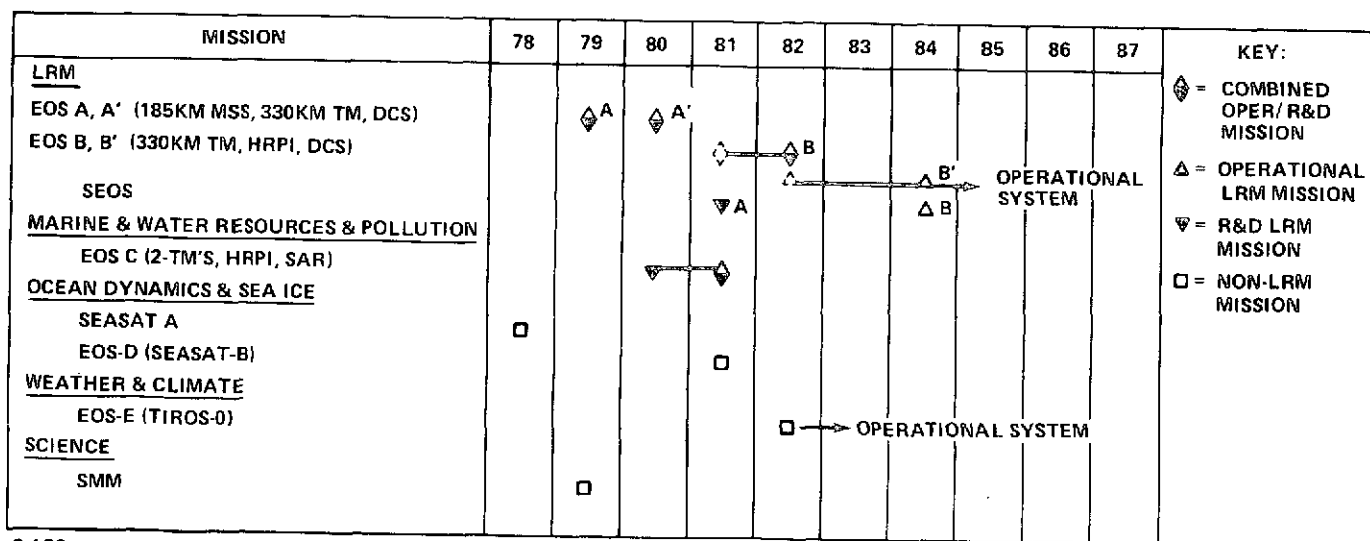 MISSION 78 79 80 81 82 83 84 85 86 87 KEY:
LRM
EOS A, A' (185KM MSS, 330KM TM, DCS) A A'
EOS B, B' (330KM TM, HRPI, DCS) B
B' OPERATIONAL
SYSTEM
SEOS A B
MARINE & WATER RESOURCES & POLLUTION
EOS C (2-TM'S, HRPI, SAR)
OCEAN DYNAMICS & SEA ICE
SEASAT A
EOS-D (SEASAT-B)
WEATHER & CLIMATE
EOS-E (TIROS-0) OPERATIONAL SYSTEM
SCIENCE
SMM
= COMBINED
OPER/R&D
MISSION
= OPERATIONAL
LRM MISSION
= R&D LRM
MISSION
= NON-LRM
MISSION